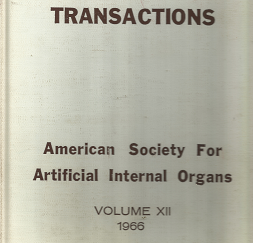 TRANSACTIONS
American Society For
Artificial Internal Organs
VOLUME XII
1966